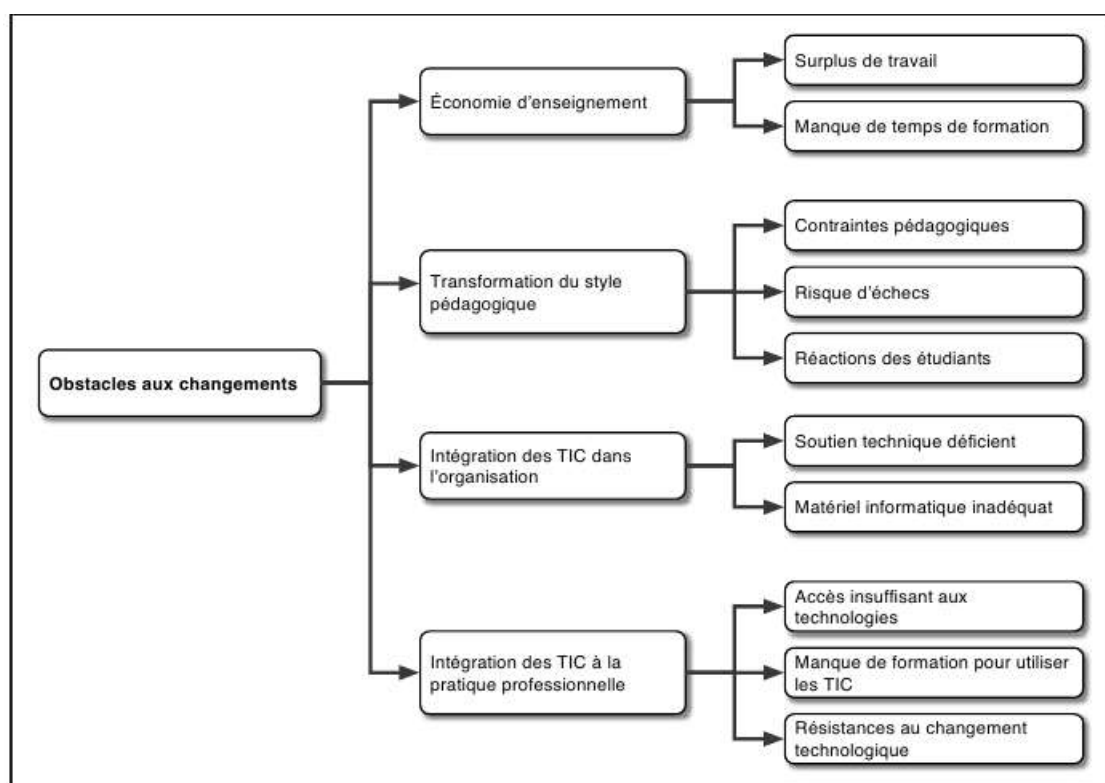 Obstacles aux changements
Économie d'enseignement
Surplus de travail
Manque de temps de formation
Transformation du style
pédagogique
Contraintes pédagogiques
Risque d'échecs
Réactions des étudiants
Intégration des TIC dans
l'organisation
Soutien technique déficient
Matériel informatique inadéquat
Intégration des TIC à la
pratique professionnelle
Accès insuffisant aux
technologies
Manque de formation pour utiliser
les TIC
Résistances au changement
technologique